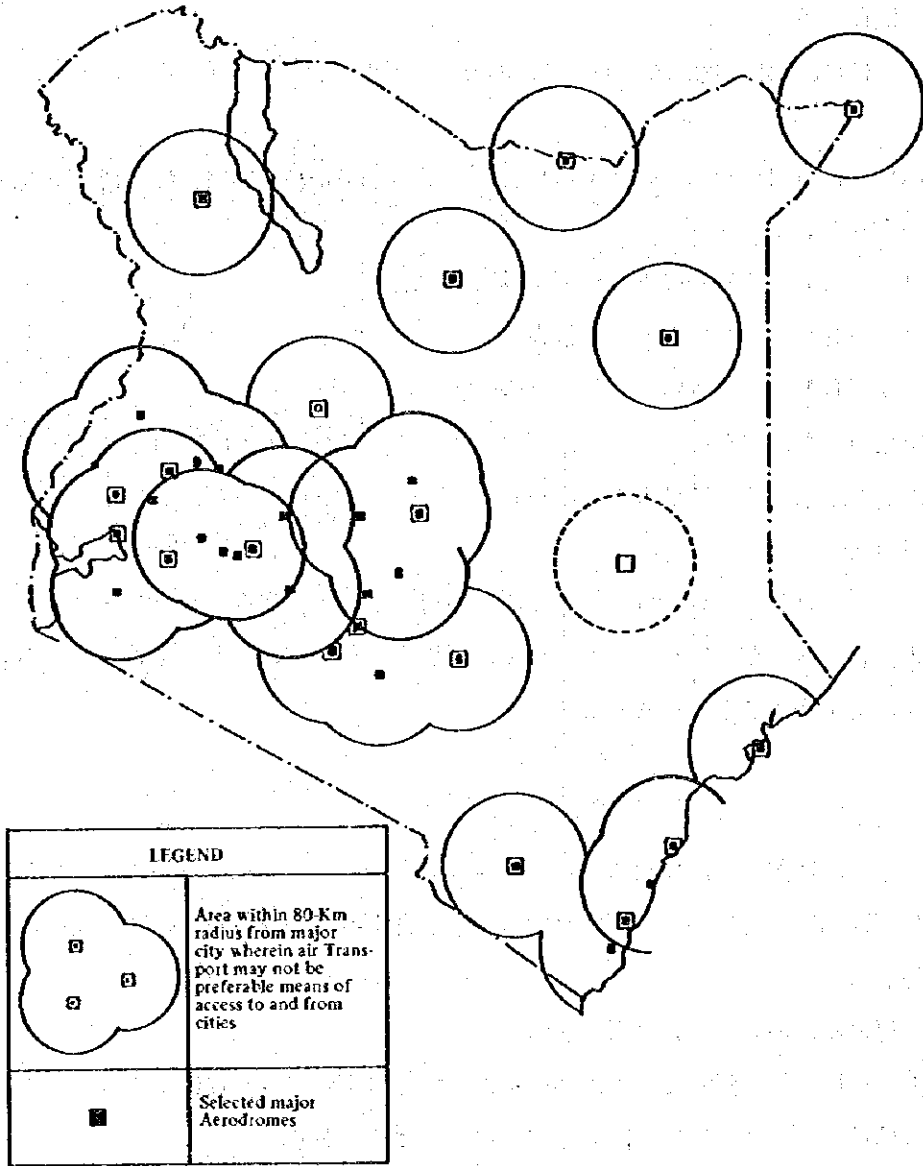 LEGEND
Area within 80-Km
radius from major
city wherein air Trans-
port may not be
preferable means of
access to and from
cities
Selected major
Aerodromes